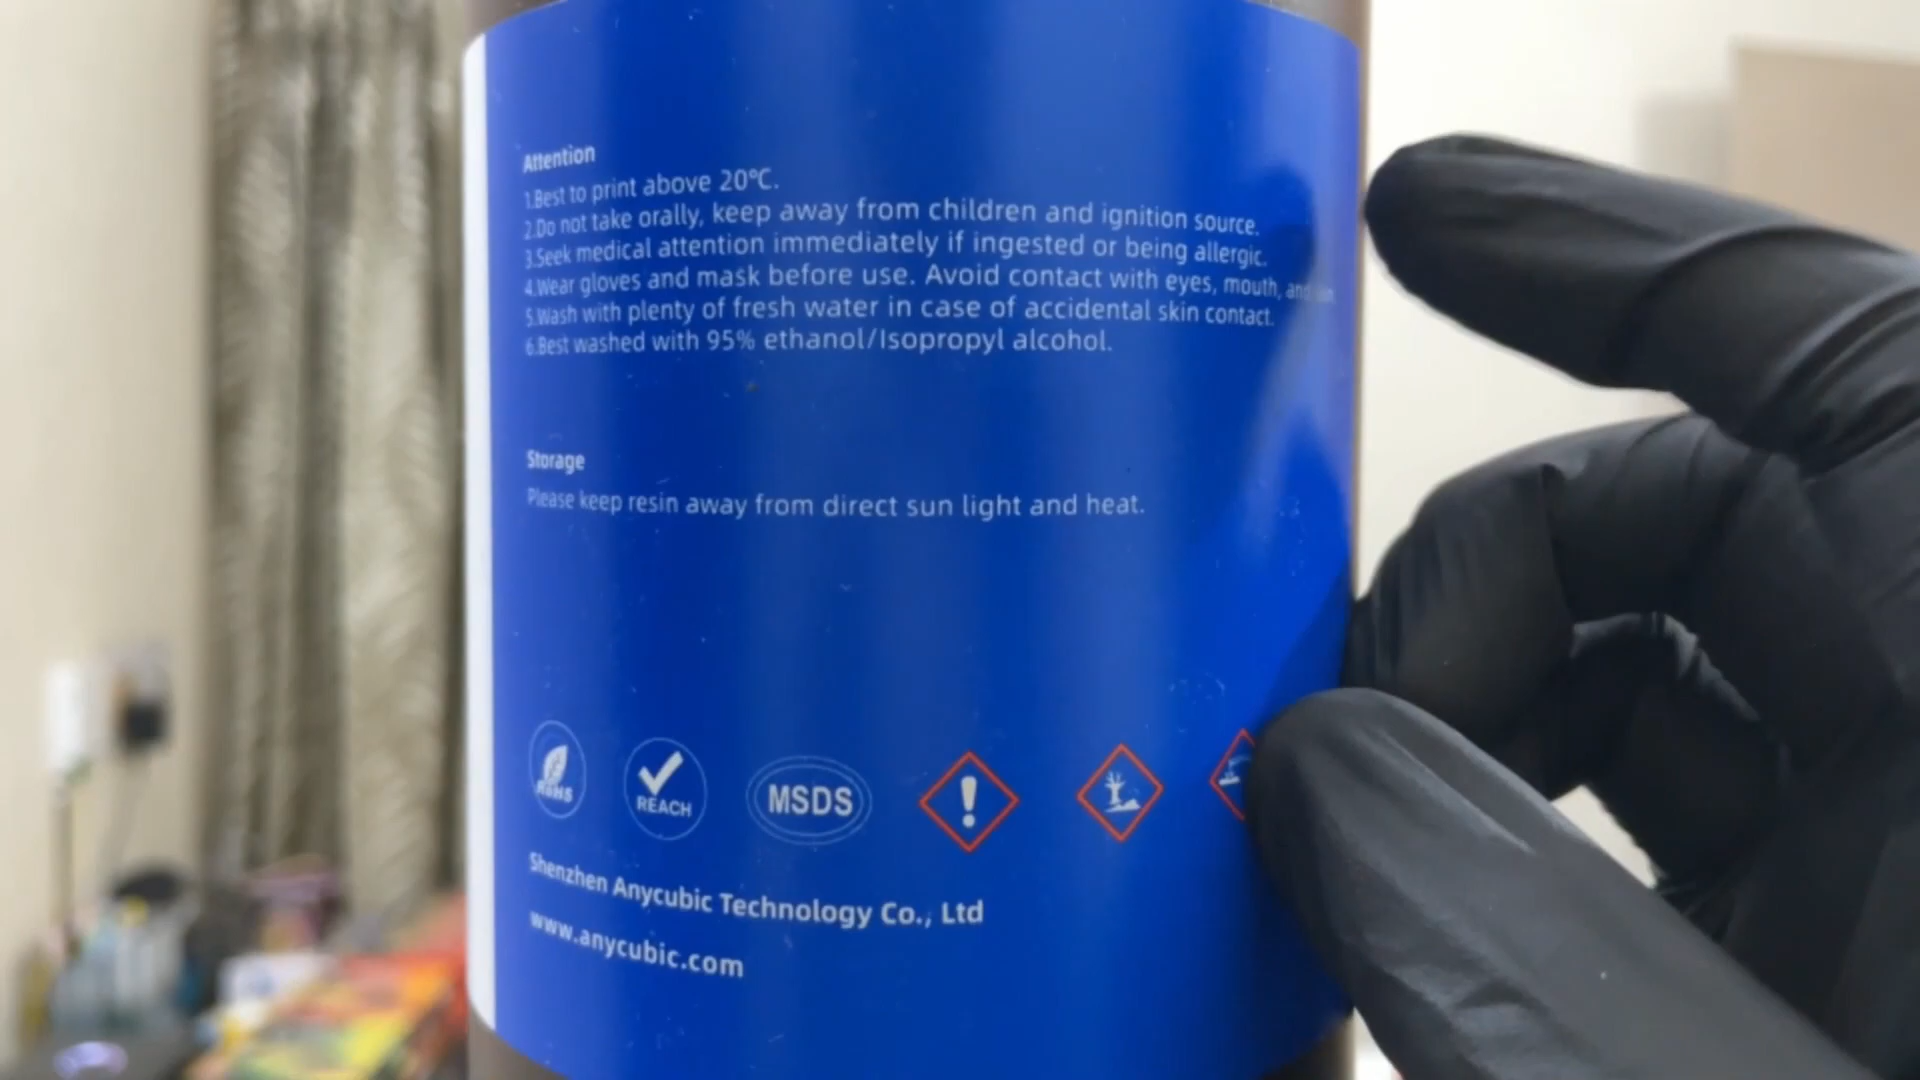 Attention
1.Best to print above 20℃.
2.Do not take orally, keep away from children and ignition source.
3.Seek medical attention immediately if ingested or being allergic.
4.Wear gloves and mask before use. Avoid contact with eyes, mouth, and
5.Wash with plenty of fresh water in case of accidental skin contact.
6.Best washed with 95% ethanol/Isopropyl alcohol.
Storage
Please keep resin away from direct sun light and heat.
RoHS
REACH
MSDS
Shenzhen Anycubic Technology Co., Ltd
www.anycubic.com